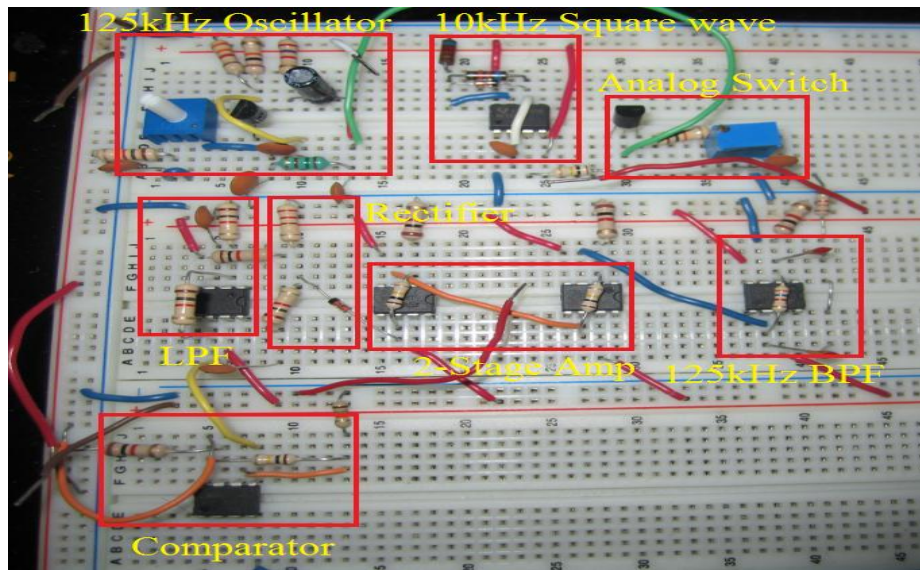 125kHz Oscillator
10kHz Square wave
Analog Switch
Rectifier
LPF
2-Stage Amp
125kHz BPF
Comparator